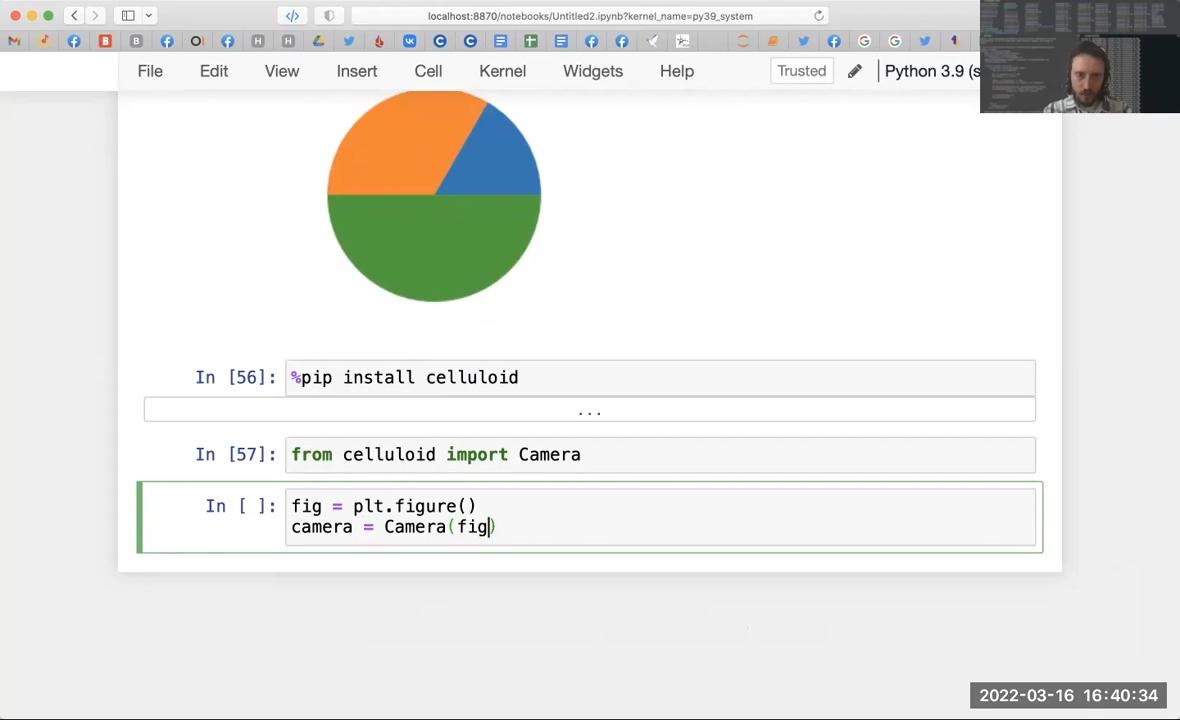 localhost:8870/notebooks/Untitled2.ipynb?kernel_name=py39_system
File Edit View Insert Cell Kernel Widgets Help Trusted Python 3.9 (s
In [56]: %pip install celluloid
...
In [57]: from celluloid import Camera
In [ ]: fig = plt.figure()
camera = Camera(fig)
2022-03-16 16:40:34